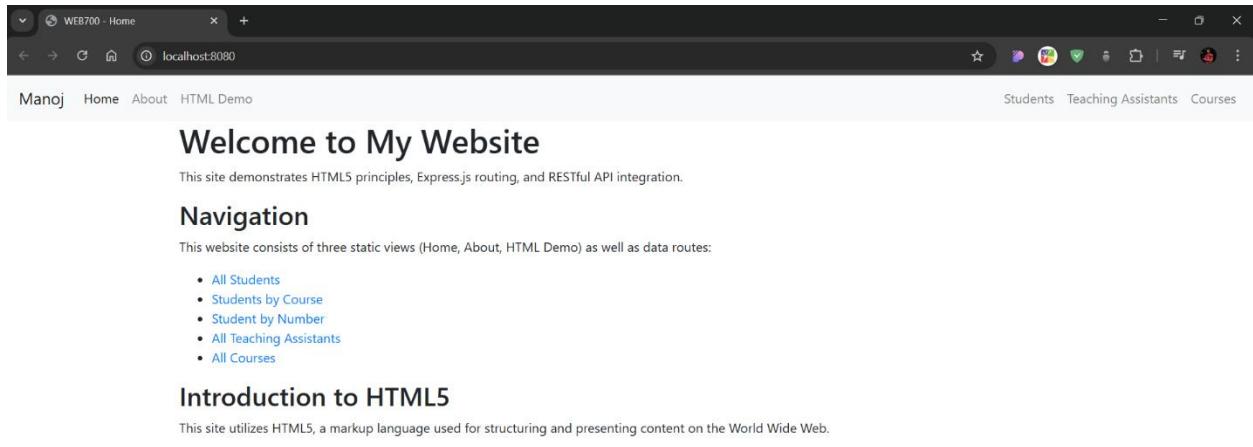 WEB700 - Home
localhost:8080
Manoj Home About HTML Demo Students Teaching Assistants Courses
Welcome to My Website
This site demonstrates HTML5 principles, Express.js routing, and RESTful API integration.
Navigation
This website consists of three static views (Home, About, HTML Demo) as well as data routes:
All Students
Students by Course
Student by Number
All Teaching Assistants
All Courses
Introduction to HTML5
This site utilizes HTML5, a markup language used for structuring and presenting content on the World Wide Web.